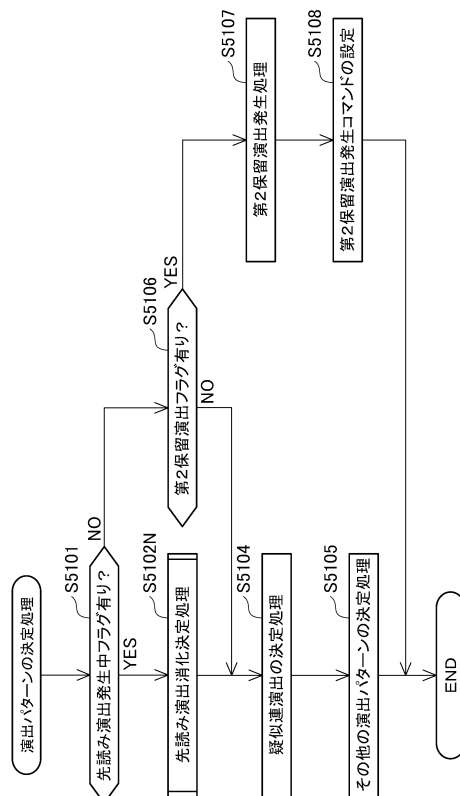 演出パターンの決定処理
S5101
先読み演出発生中フラグ有り?
NO
YES
S5102N
先読み演出消化決定処理
S5106
第2保留演出フラグ有り?
YES
NO
S5107
第2保留演出発生処理
S5108
第2保留演出発生コマンドの設定
S5104
疑似連演出の決定処理
S5105
その他の演出パターンの決定処理
END